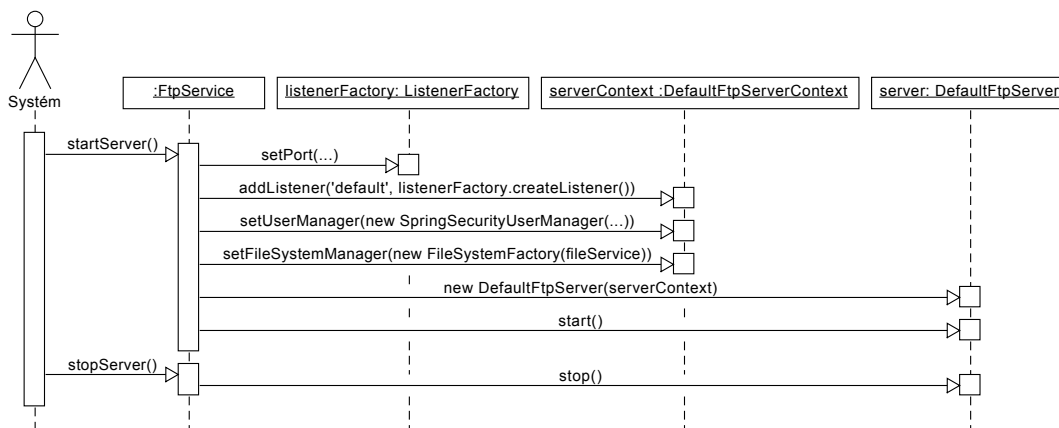 Systém
:FtpService
listenerFactory: ListenerFactory
serverContext :DefaultFtpServerContext
server: DefaultFtpServer
startServer()
setPort(...)
addListener('default', listenerFactory.createListener())
setUserManager(new SpringSecurityUserManager(...))
setFileSystemManager(new FileSystemFactory(fileService))
new DefaultFtpServer(serverContext)
start()
stopServer()
stop()